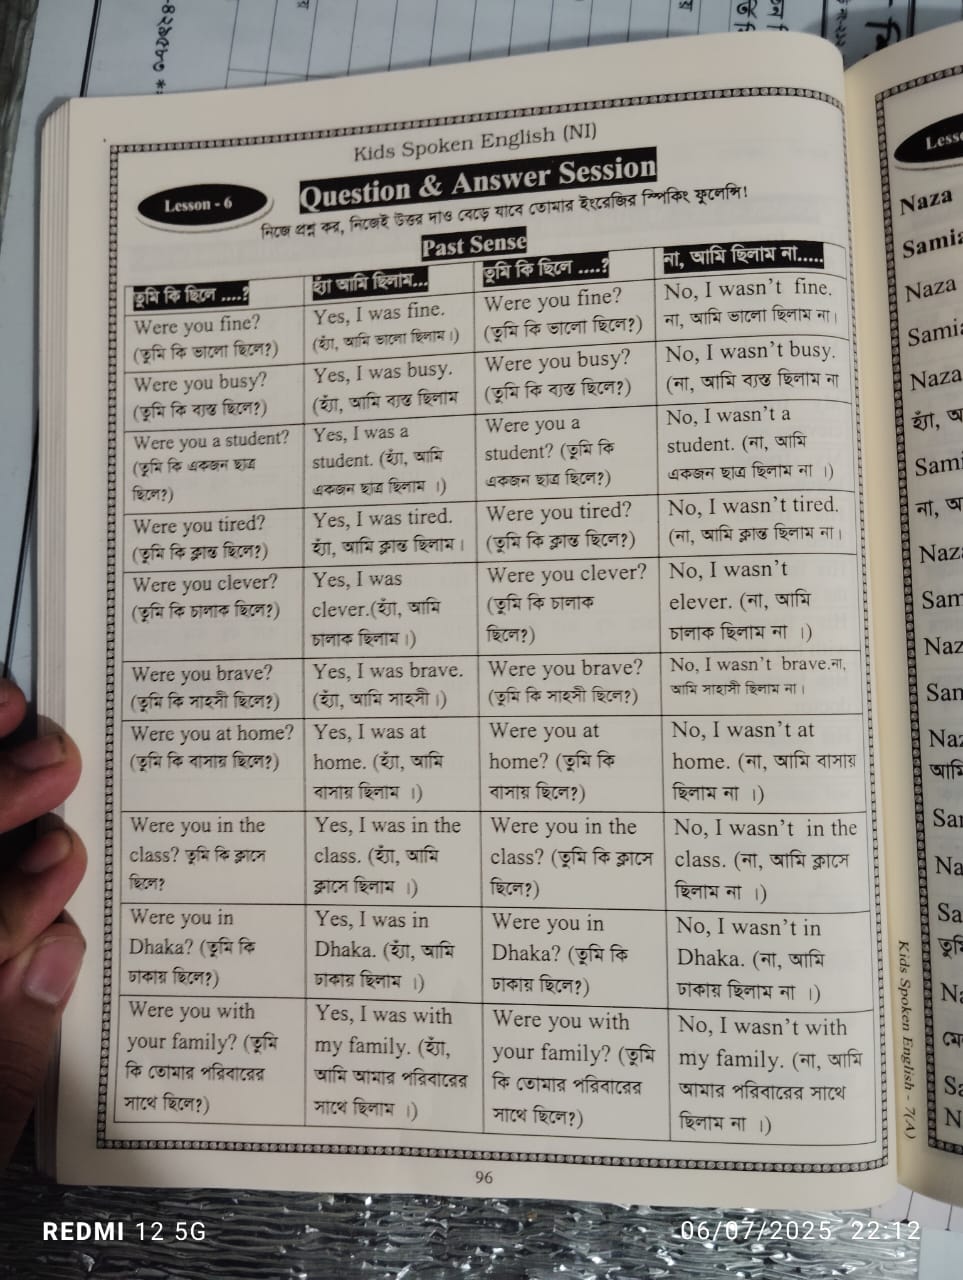 Kids Spoken English (NI)
Lesson - 6
Question & Answer Session
নিজে প্রশ্ন কর, নিজেই উত্তর দাও বেড়ে যাবে তোমার ইংরেজির স্পিকিং ফ্লুয়েন্সি!
Past Sense
তুমি কি ছিলে ....?
হ্যাঁ আমি ছিলাম...
তুমি কি ছিলে ....?
না, আমি ছিলাম না.....
Were you fine?
(তুমি কি ভালো ছিলে?)
Yes, I was fine.
(হ্যাঁ, আমি ভালো ছিলাম।)
Were you fine?
(তুমি কি ভালো ছিলে?)
No, I wasn't fine.
না, আমি ভালো ছিলাম না।
Were you busy?
(তুমি কি ব্যস্ত ছিলে?)
Yes, I was busy.
(হ্যাঁ, আমি ব্যস্ত ছিলাম
Were you busy?
(তুমি কি ব্যস্ত ছিলে?)
No, I wasn't busy.
(না, আমি ব্যস্ত ছিলাম না
Were you a student?
(তুমি কি একজন ছাত্র
ছিলে?)
Yes, I was a
student. (হ্যাঁ, আমি
একজন ছাত্র ছিলাম ।)
Were you a
student? (তুমি কি
একজন ছাত্র ছিলে?)
No, I wasn't a
student. (না, আমি
একজন ছাত্র ছিলাম না ।)
Were you tired?
(তুমি কি ক্লান্ত ছিলে?)
Yes, I was tired.
হ্যাঁ, আমি ক্লান্ত ছিলাম।
Were you tired?
(তুমি কি ক্লান্ত ছিলে?)
No, I wasn't tired.
(না, আমি ক্লান্ত ছিলাম না।
Were you clever?
(তুমি কি চালাক ছিলে?)
Yes, I was
clever.(হ্যাঁ, আমি
চালাক ছিলাম।)
Were you clever?
(তুমি কি চালাক
ছিলে?)
No, I wasn't
elever. (না, আমি
চালাক ছিলাম না ।)
Were you brave?
(তুমি কি সাহসী ছিলে?)
Yes, I was brave.
(হ্যাঁ, আমি সাহসী।)
Were you brave?
(তুমি কি সাহসী ছিলে?)
No, I wasn't brave.না,
আমি সাহাসী ছিলাম না।
Were you at home?
(তুমি কি বাসায় ছিলে?)
Yes, I was at
home. (হ্যাঁ, আমি
বাসায় ছিলাম ।)
Were you at
home? (তুমি কি
বাসায় ছিলে?)
No, I wasn't at
home. (না, আমি বাসায়
ছিলাম না ।)
Were you in the
class? তুমি কি ক্লাসে
ছিলে?
Yes, I was in the
class. (হ্যাঁ, আমি
ক্লাসে ছিলাম ।)
Were you in the
class? (তুমি কি ক্লাসে
ছিলে?)
No, I wasn't in the
class. (না, আমি ক্লাসে
ছিলাম না ।)
Were you in
Dhaka? (তুমি কি
ঢাকায় ছিলে?)
Yes, I was in
Dhaka. (হ্যাঁ, আমি
ঢাকায় ছিলাম ।)
Were you in
Dhaka? (তুমি কি
ঢাকায় ছিলে?)
No, I wasn't in
Dhaka. (না, আমি
ঢাকায় ছিলাম না ।)
Were you with
your family? (তুমি
কি তোমার পরিবারের
সাথে ছিলে?)
Yes, I was with
my family. (হ্যাঁ,
আমি আমার পরিবারের
সাথে ছিলাম ।)
Were you with
your family? (তুমি
কি তোমার পরিবারের
সাথে ছিলে?)
No, I wasn't with
my family. (না, আমি
আমার পরিবারের সাথে
ছিলাম না ।)
96
Naza
Samia
Naza
Samia
Naza
হ্যাঁ,
Sami
না,
Naz
Sam
Naz
San
Naz
আমি
Sa
Na
Sa
Kids Spoken English - 7(A)
REDMI 12 5G
06/07/2025 22:12